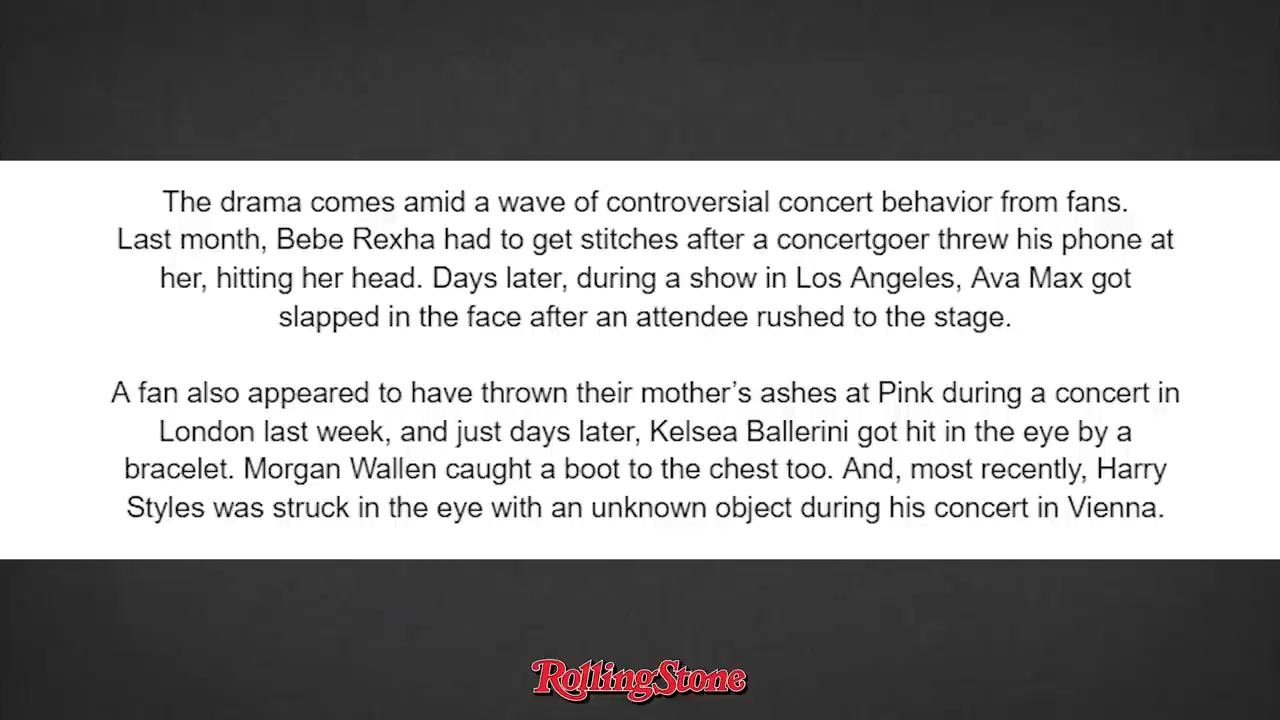 The drama comes amid a wave of controversial concert behavior from fans.
Last month, Bebe Rexha had to get stitches after a concertgoer threw his phone at
her, hitting her head. Days later, during a show in Los Angeles, Ava Max got
slapped in the face after an attendee rushed to the stage.
A fan also appeared to have thrown their mother’s ashes at Pink during a concert in
London last week, and just days later, Kelsea Ballerini got hit in the eye by a
bracelet. Morgan Wallen caught a boot to the chest too. And, most recently, Harry
Styles was struck in the eye with an unknown object during his concert in Vienna.
RollingStone